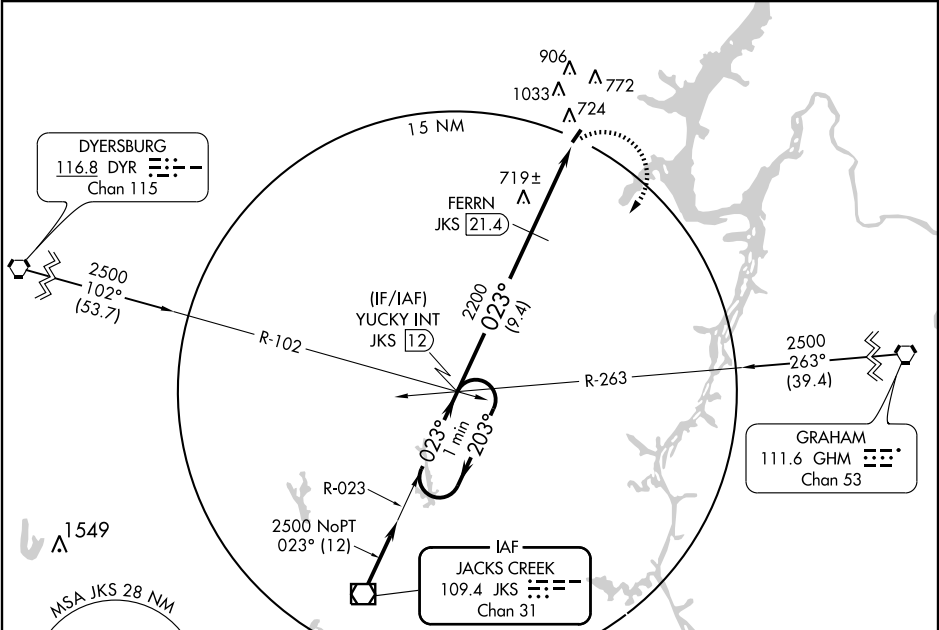 906
772
1033
724
15 NM
DYERSBURG
116.8 DYR
Chan 115
719±
FERRN
JKS 21.4
2500
102°
(53.7)
(IF/IAF)
YUCKY INT
JKS 12
2200
023°
(9.4)
R-102
R-263
2500
263°
(39.4)
023°
1 min
203°
GRAHAM
111.6 GHM
Chan 53
R-023
2500 NoPT
023° (12)
1549
IAF
JACKS CREEK
109.4 JKS
Chan 31
MSA JKS 28 NM